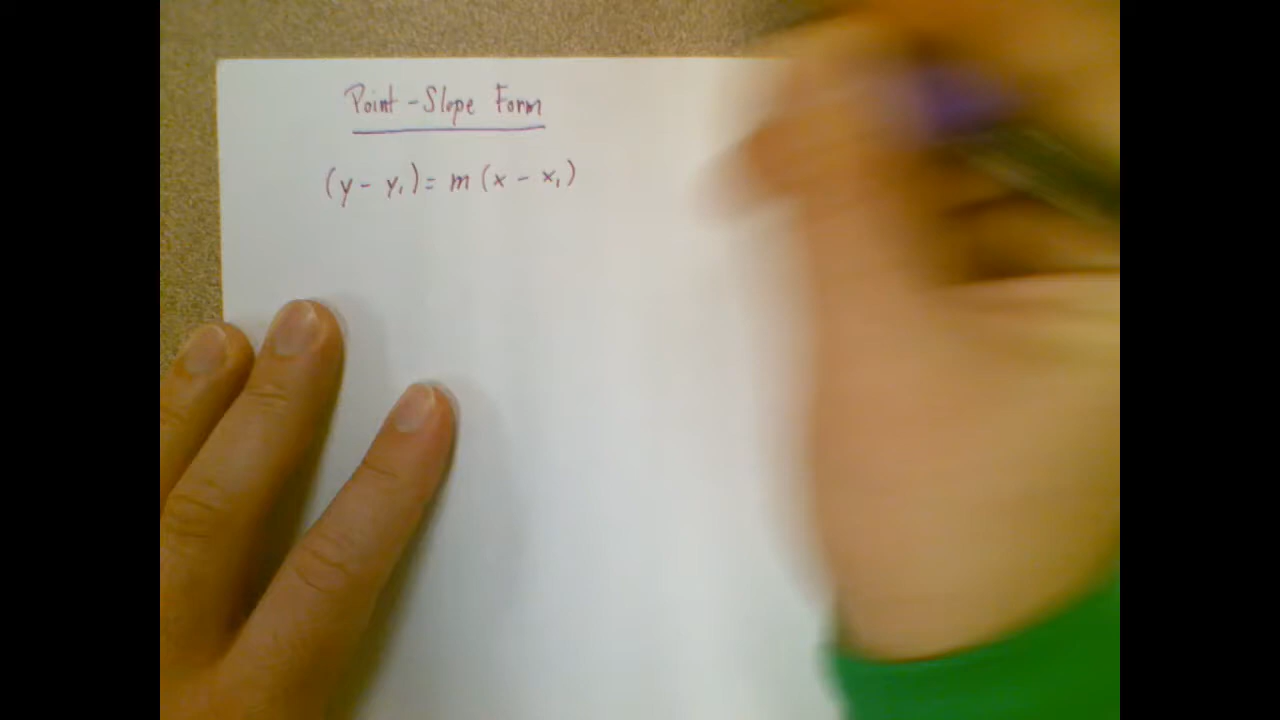 Point-Slope Form
(y - y₁) = m (x - x₁)